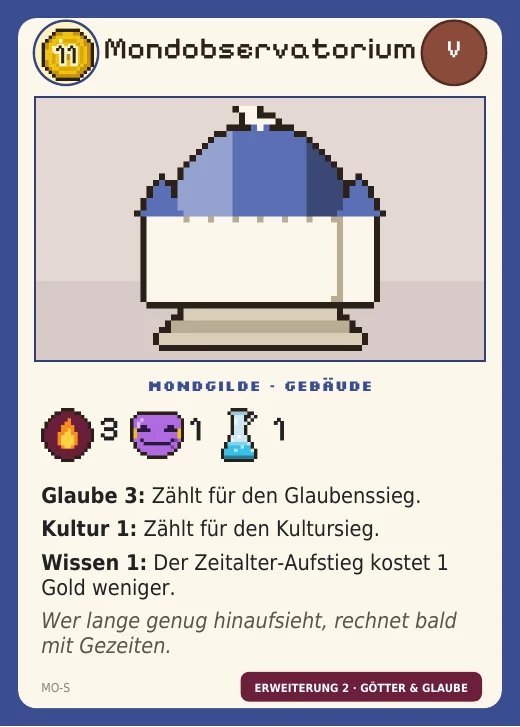 11 Mondobservatorium V
MONDGILDE · GEBÄUDE
3 1 1
Glaube 3: Zählt für den Glaubenssieg.
Kultur 1: Zählt für den Kultursieg.
Wissen 1: Der Zeitalter-Aufstieg kostet 1
Gold weniger.
Wer lange genug hinaufsieht, rechnet bald
mit Gezeiten.
MO-S ERWEITERUNG 2 · GÖTTER & GLAUBE